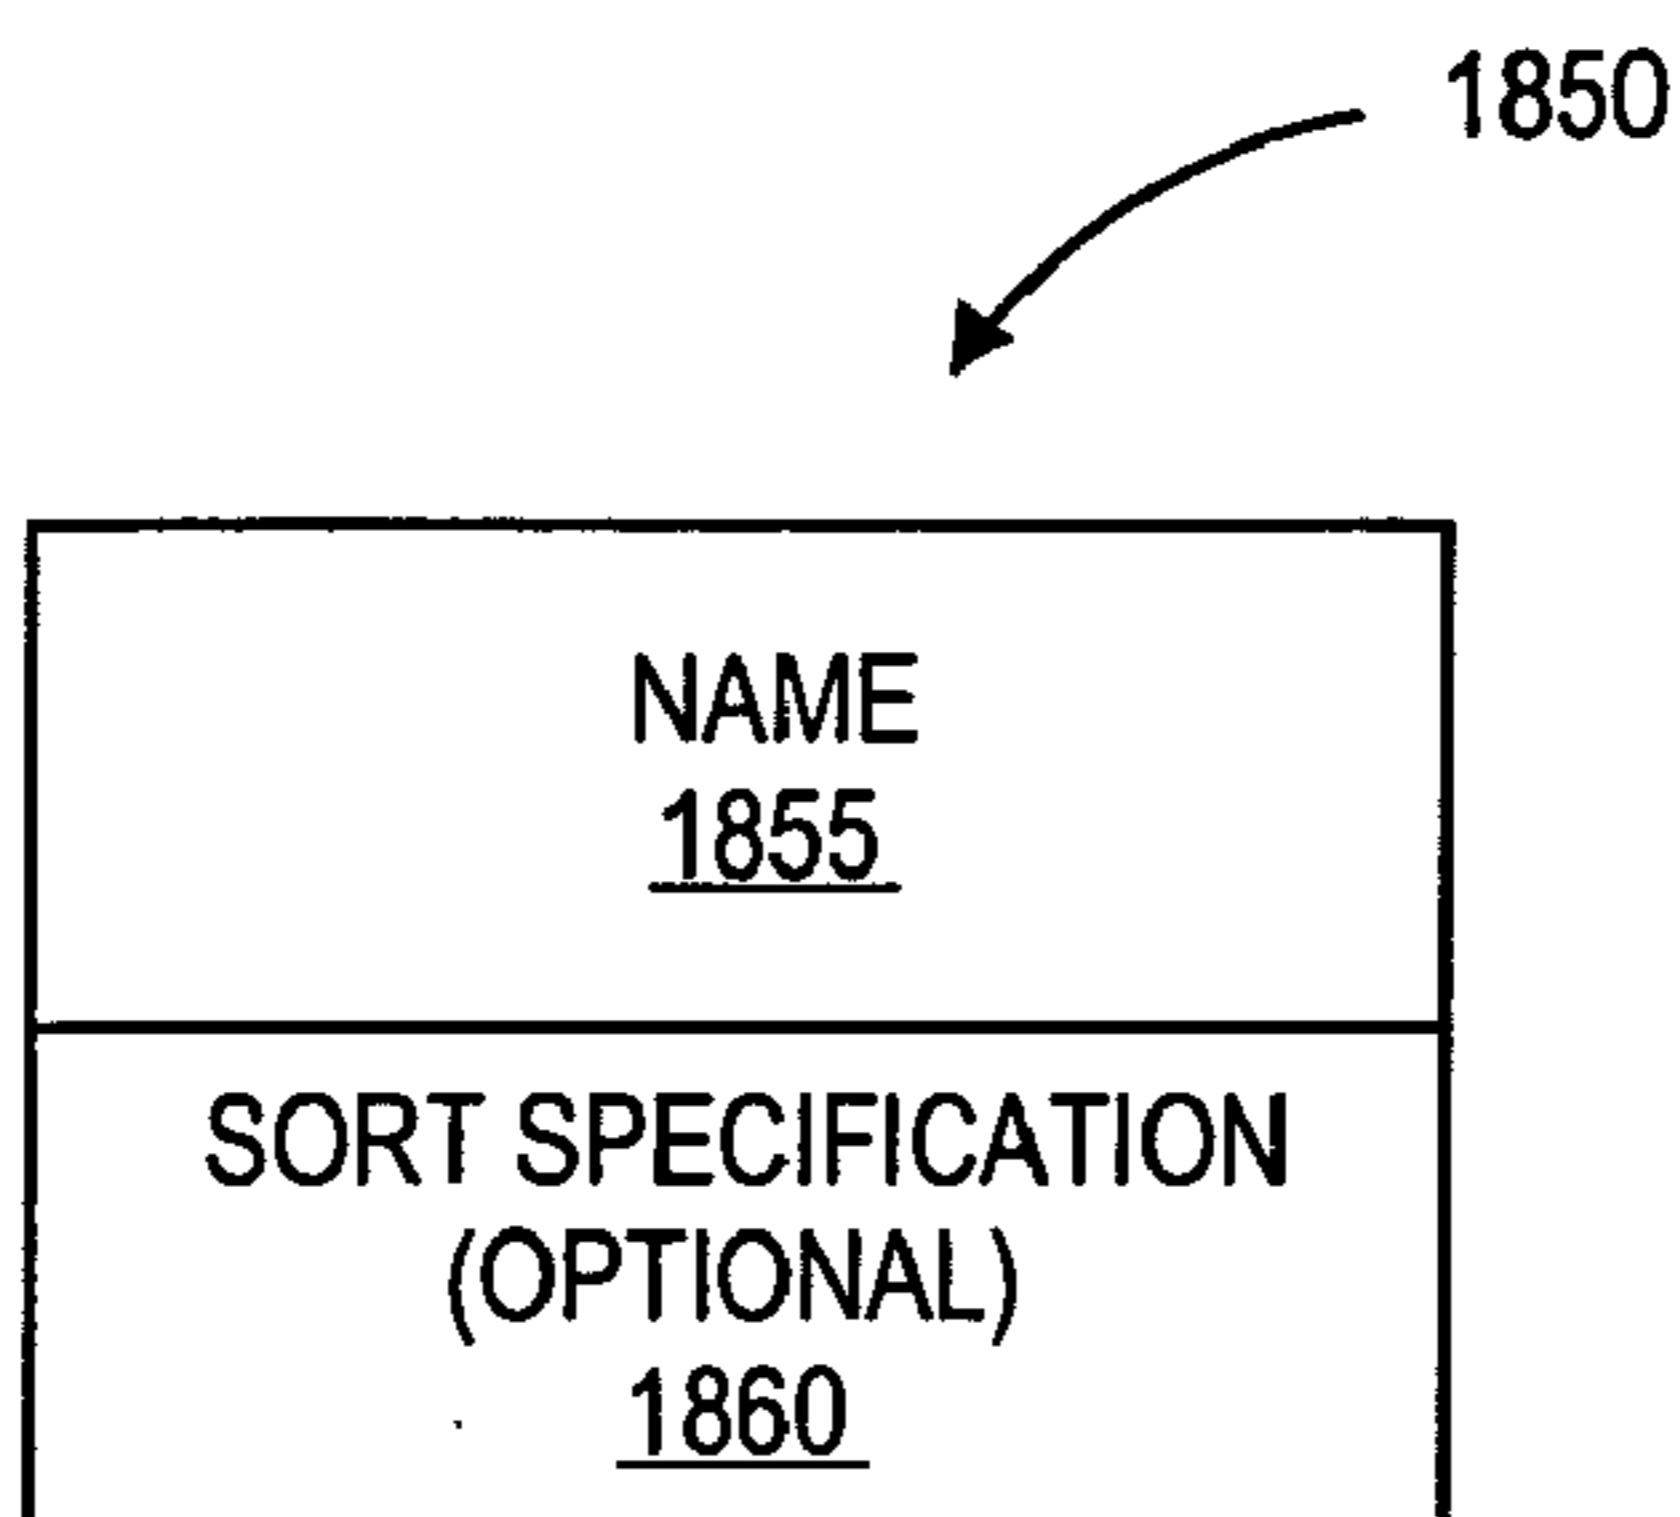 1850
NAME
1855
SORT SPECIFICATION
(OPTIONAL)
1860